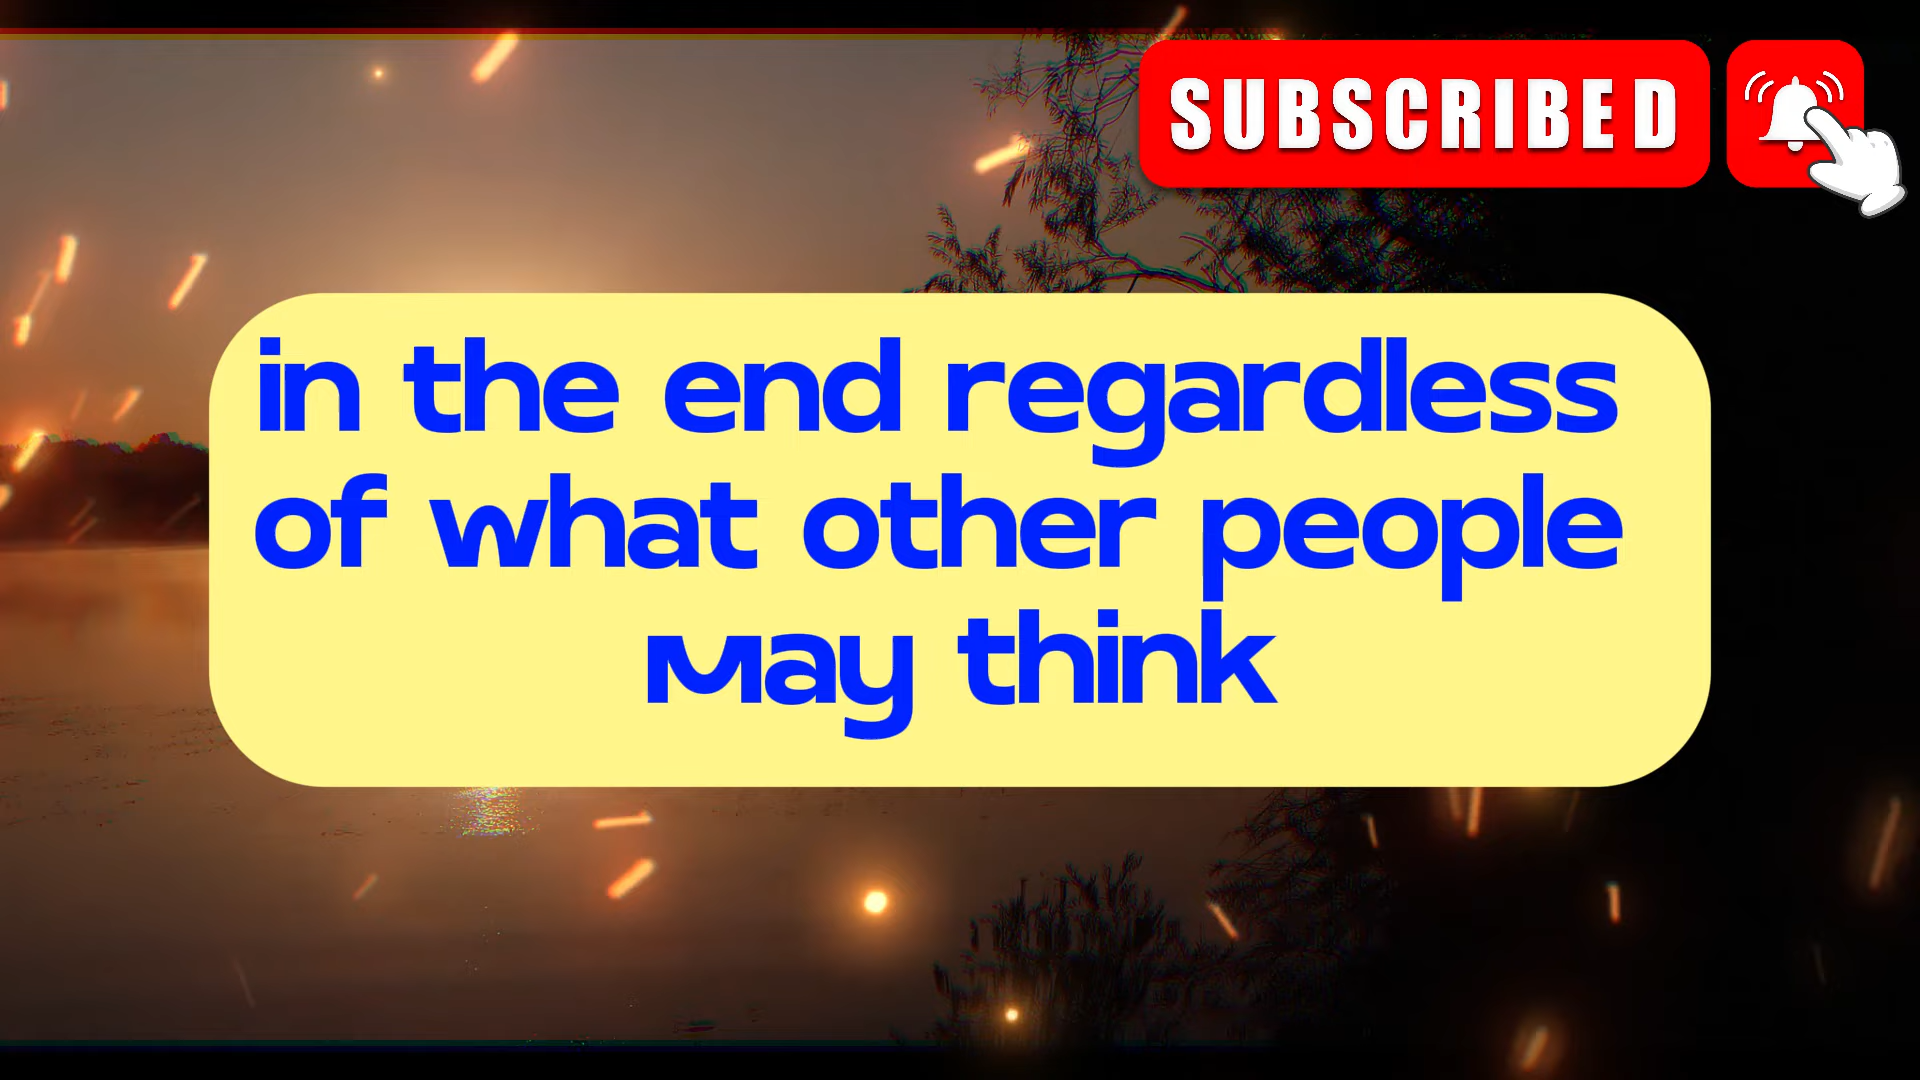 SUBSCRIBED
in the end regardless
of what other people
May think